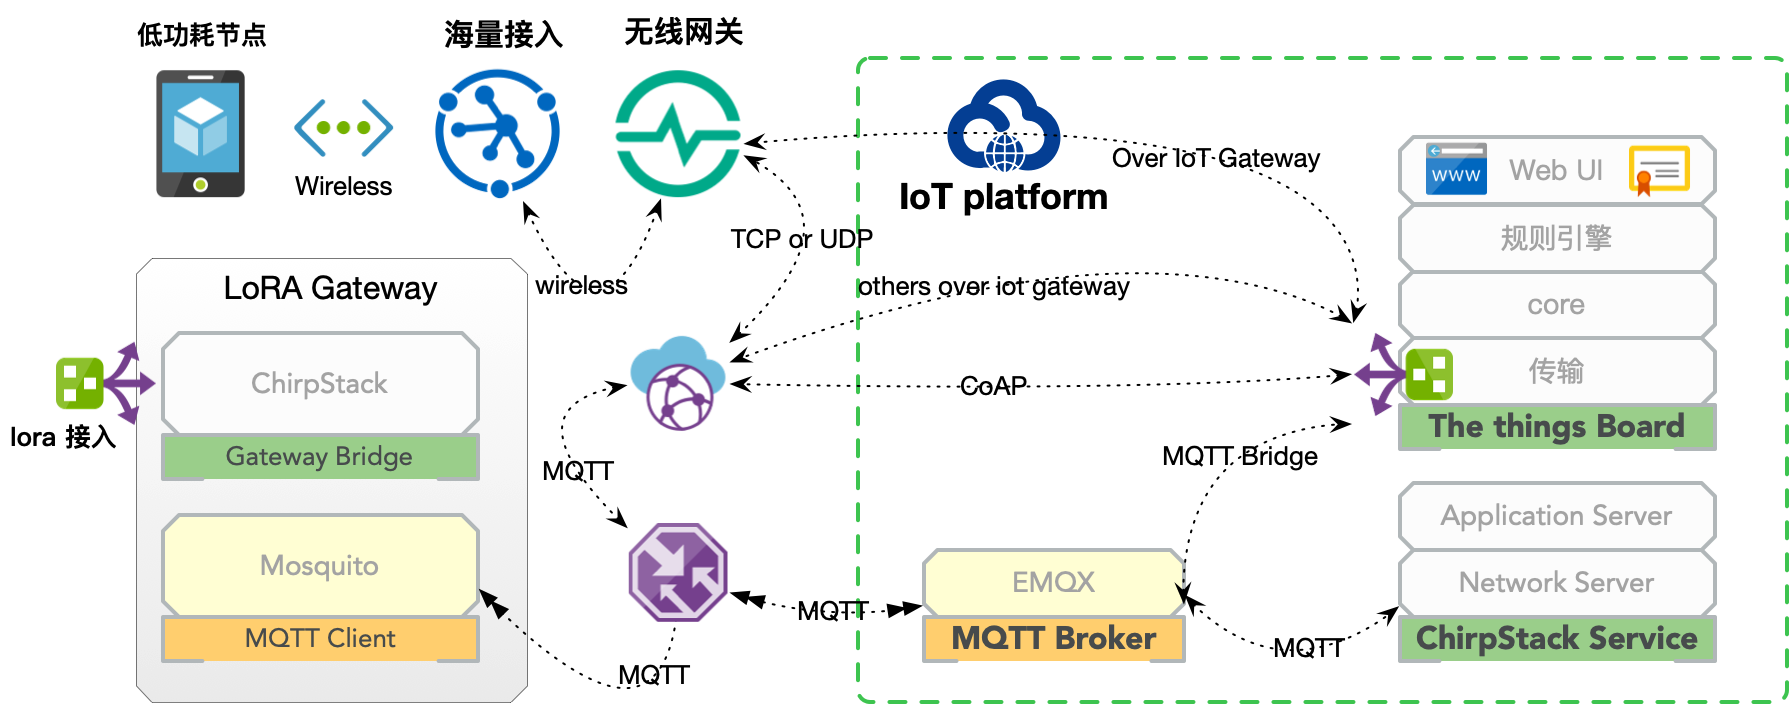 低功耗节点
海量接入
无线网关
Wireless
IoT platform
Over IoT Gateway
www
Web UI
规则引擎
core
传输
The things Board
TCP or UDP
wireless
others over iot gateway
LoRA Gateway
ChirpStack
Gateway Bridge
lora 接入
CoAP
MQTT
MQTT Bridge
Mosquito
MQTT Client
MQTT
MQTT
EMQX
MQTT Broker
MQTT
Application Server
Network Server
ChirpStack Service